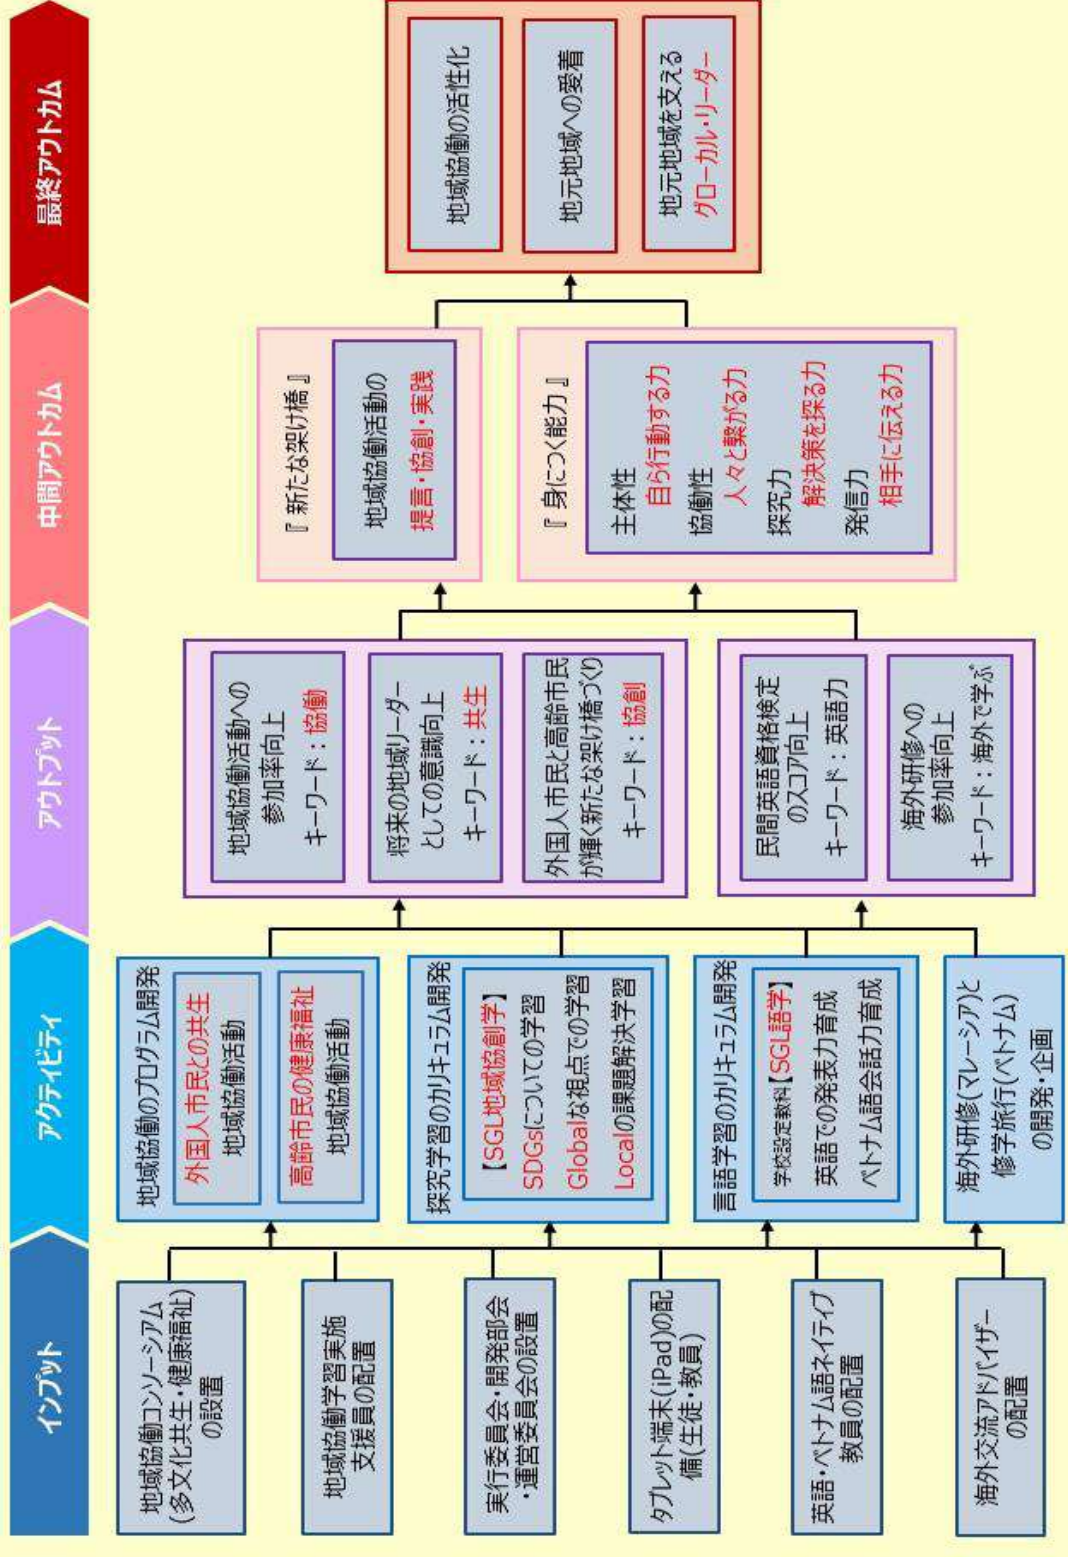 インプット
アクティビティ
アウトプット
中間アウトカム
最終アウトカム
地域協働コンソーシアム
(多文化共生・健康福祉)
の設置
地域協働学習実施
支援員の配置
実行委員会・開発部会
・運営委員会の設置
タブレット端末(iPad)の配
備(生徒・教員)
英語・ベトナム語ネイティブ
教員の配置
海外交流アドバイザー
の配置
地域協働のプログラム開発
外国人市民との共生
地域協働活動
高齢市民の健康福祉
地域協働活動
探究学習のカリキュラム開発
【SGL地域協創学】
SDGsについての学習
Globalな視点での学習
Localの課題解決学習
言語学習のカリキュラム開発
学校設定教科【SGL語学】
英語での発表力育成
ベトナム語会話力育成
海外研修(マレーシア)と
修学旅行(ベトナム)
の開発・企画
地域協働活動への
参加率向上
キーワード：協働
将来の地域リーダー
としての意識向上
キーワード：共生
外国人市民と高齢市民
が輝く新たな架け橋づくり
キーワード：協創
民間英語資格検定
のスコア向上
キーワード：英語力
海外研修への
参加率向上
キーワード：海外で学ぶ
『 新たな架け橋 』
地域協働活動の
提言・協創・実践
『 身につく能力 』
主体性
自ら行動する力
協働性
人々と繋がる力
探究力
解決策を探る力
発信力
相手に伝える力
地域協働の活性化
地元地域への愛着
地元地域を支える
グローカル・リーダー